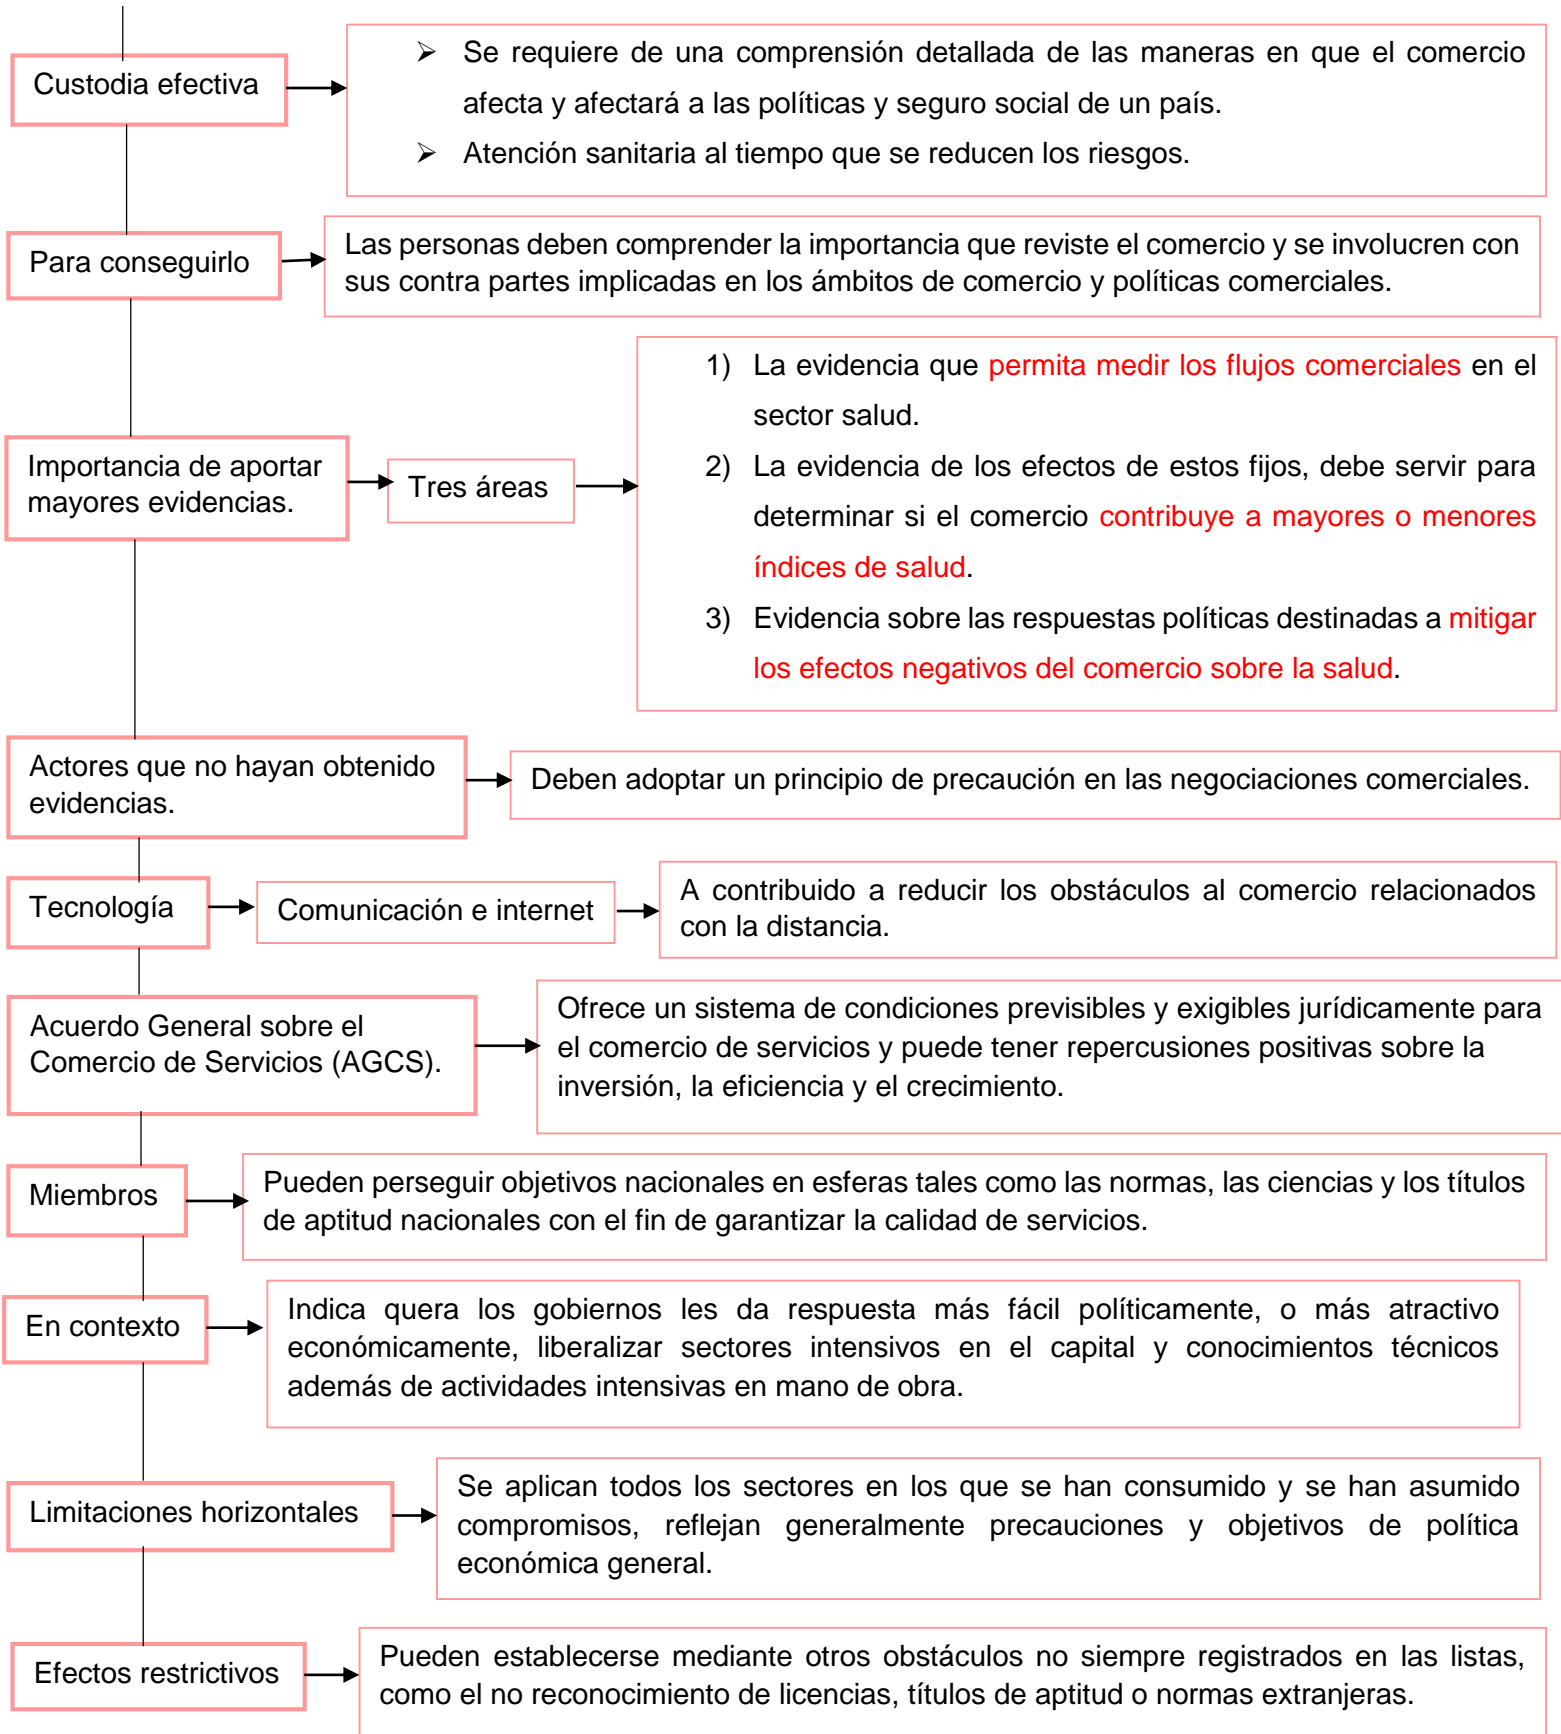 Custodia efectiva
➢ Se requiere de una comprensión detallada de las maneras en que el comercio
afecta y afectará a las políticas y seguro social de un país.
➢ Atención sanitaria al tiempo que se reducen los riesgos.
Para conseguirlo
Las personas deben comprender la importancia que reviste el comercio y se involucren con
sus contra partes implicadas en los ámbitos de comercio y políticas comerciales.
Importancia de aportar
mayores evidencias.
Tres áreas
1) La evidencia que permita medir los flujos comerciales en el
sector salud.
2) La evidencia de los efectos de estos fijos, debe servir para
determinar si el comercio contribuye a mayores o menores
índices de salud.
3) Evidencia sobre las respuestas políticas destinadas a mitigar
los efectos negativos del comercio sobre la salud.
Actores que no hayan obtenido
evidencias.
Deben adoptar un principio de precaución en las negociaciones comerciales.
Tecnología
Comunicación e internet
A contribuido a reducir los obstáculos al comercio relacionados
con la distancia.
Acuerdo General sobre el
Comercio de Servicios (AGCS).
Ofrece un sistema de condiciones previsibles y exigibles jurídicamente para
el comercio de servicios y puede tener repercusiones positivas sobre la
inversión, la eficiencia y el crecimiento.
Miembros
Pueden perseguir objetivos nacionales en esferas tales como las normas, las ciencias y los títulos
de aptitud nacionales con el fin de garantizar la calidad de servicios.
En contexto
Indica quera los gobiernos les da respuesta más fácil políticamente, o más atractivo
económicamente, liberalizar sectores intensivos en el capital y conocimientos técnicos
además de actividades intensivas en mano de obra.
Limitaciones horizontales
Se aplican todos los sectores en los que se han consumido y se han asumido
compromisos, reflejan generalmente precauciones y objetivos de política
económica general.
Efectos restrictivos
Pueden establecerse mediante otros obstáculos no siempre registrados en las listas,
como el no reconocimiento de licencias, títulos de aptitud o normas extranjeras.